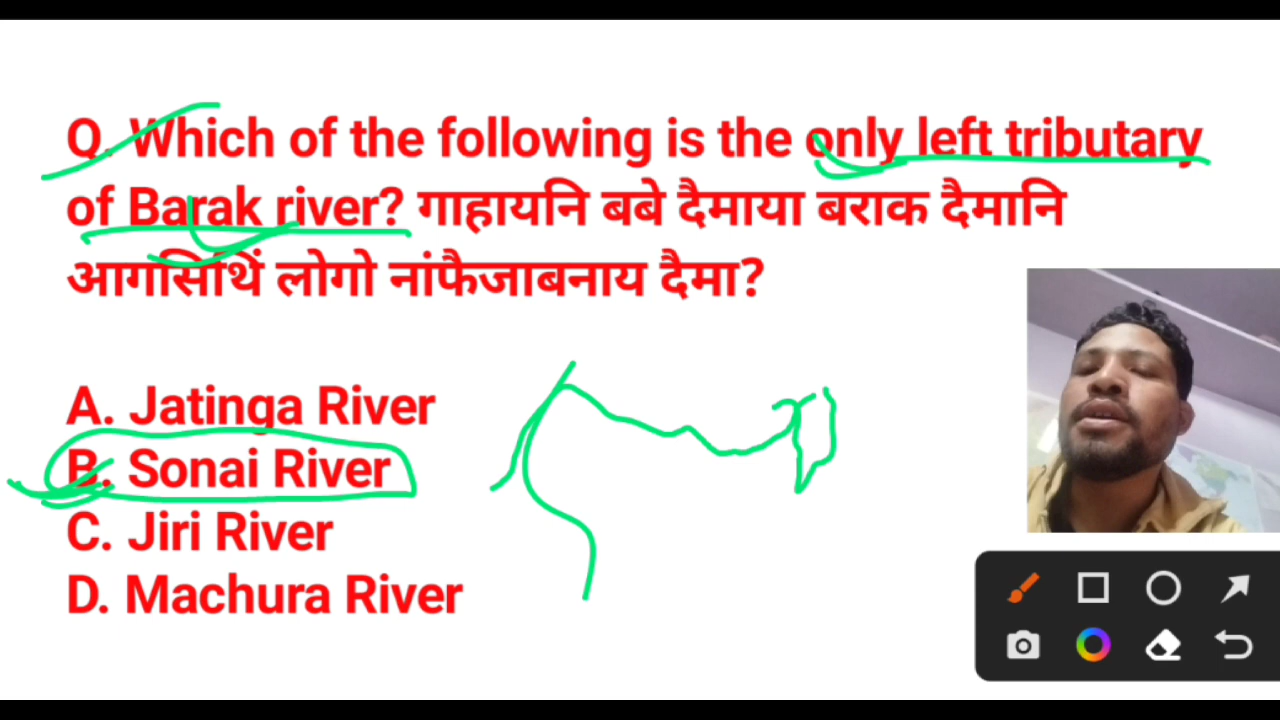 Q. Which of the following is the only left tributary
of Barak river? गाहायनि बबे दैमाया बराक दैमानि
आगसिथिं लोगो नांफैजाबनाय दैमा?
A. Jatinga River
B. Sonai River
C. Jiri River
D. Machura River